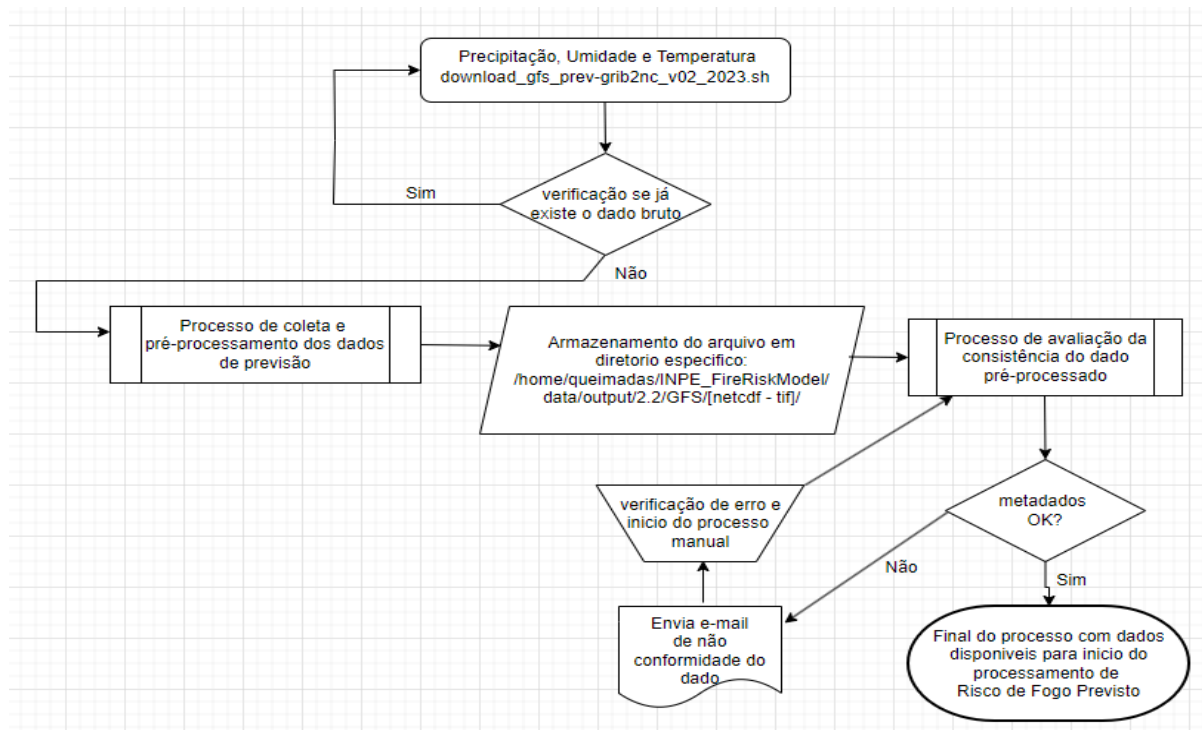 Precipitação, Umidade e Temperatura
download_gfs_prev-grib2nc_v02_2023.sh
Sim
verificação se já
existe o dado bruto
Não
Processo de coleta e
pré-processamento dos dados
de previsão
Armazenamento do arquivo em
diretorio especifico:
/home/queimadas/INPE_FireRiskModel/
data/output/2.2/GFS/[netcdf - tif]/
Processo de avaliação da
consistência do dado
pré-processado
verificação de erro e
inicio do processo
manual
metadados
OK?
Não
Sim
Envia e-mail
de não
conformidade do
dado
Final do processo com dados
disponiveis para inicio do
processamento de
Risco de Fogo Previsto